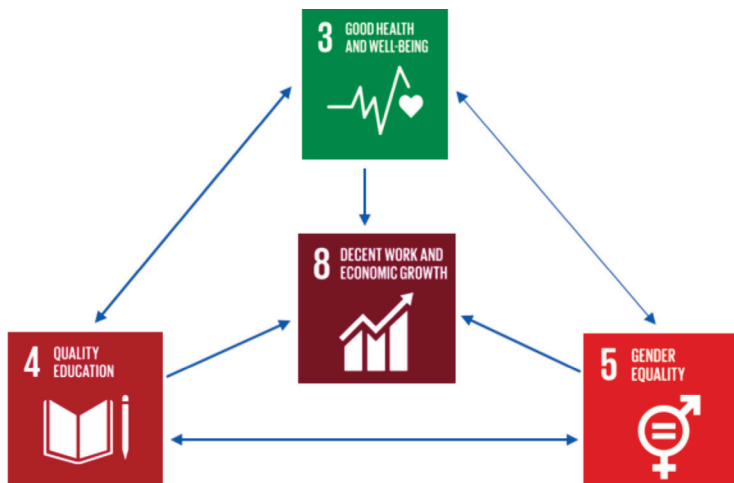 3 GOOD HEALTH
AND WELL-BEING
8 DECENT WORK AND
ECONOMIC GROWTH
4 QUALITY
EDUCATION
5 GENDER
EQUALITY